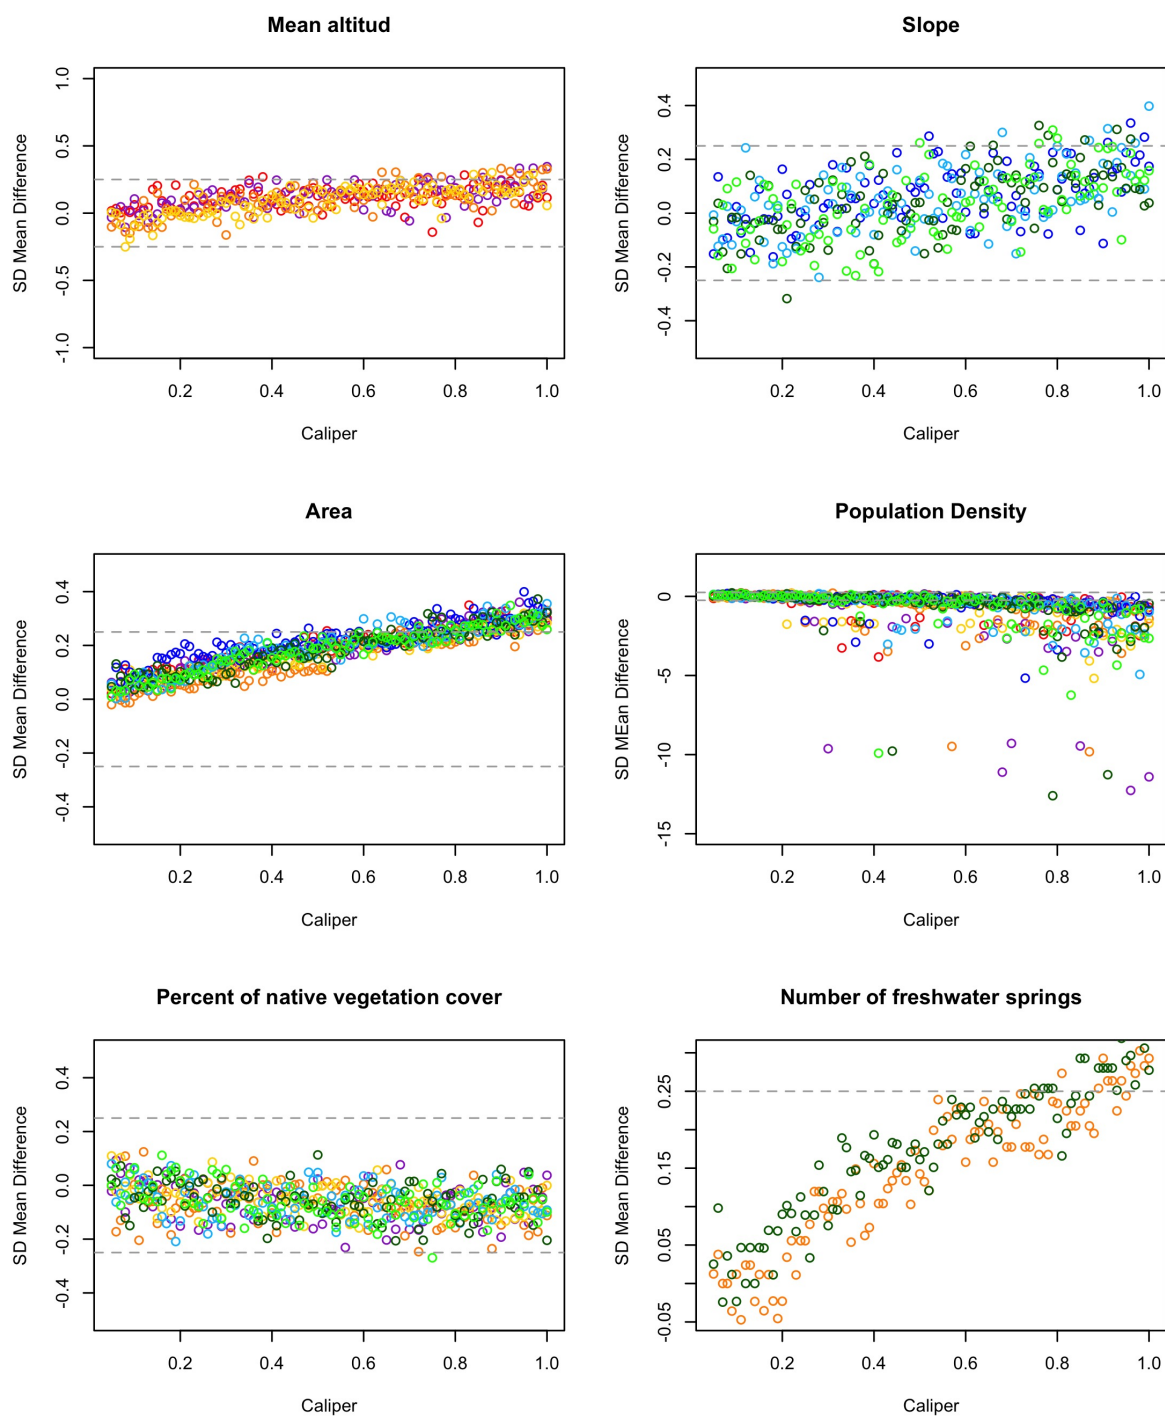 Mean altitud
SD Mean Difference
1.0
0.5
0.0
-0.5
-1.0
0.2 0.4 0.6 0.8 1.0
Caliper
Slope
SD Mean Difference
0.4
0.2
0.0
-0.2
-0.4
0.2 0.4 0.6 0.8 1.0
Caliper
Area
SD Mean Difference
0.4
0.2
0.0
-0.2
-0.4
0.2 0.4 0.6 0.8 1.0
Caliper
Population Density
SD MEan Difference
0
-5
-10
-15
0.2 0.4 0.6 0.8 1.0
Caliper
Percent of native vegetation cover
SD Mean Difference
0.4
0.2
0.0
-0.2
-0.4
0.2 0.4 0.6 0.8 1.0
Caliper
Number of freshwater springs
SD Mean Difference
0.25
0.15
0.05
-0.05
0.2 0.4 0.6 0.8 1.0
Caliper